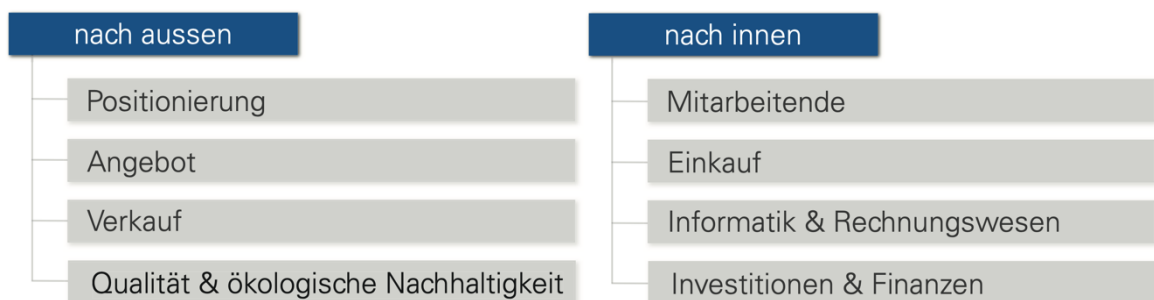 nach aussen
Positionierung
Angebot
Verkauf
Qualität & ökologische Nachhaltigkeit
nach innen
Mitarbeitende
Einkauf
Informatik & Rechnungswesen
Investitionen & Finanzen